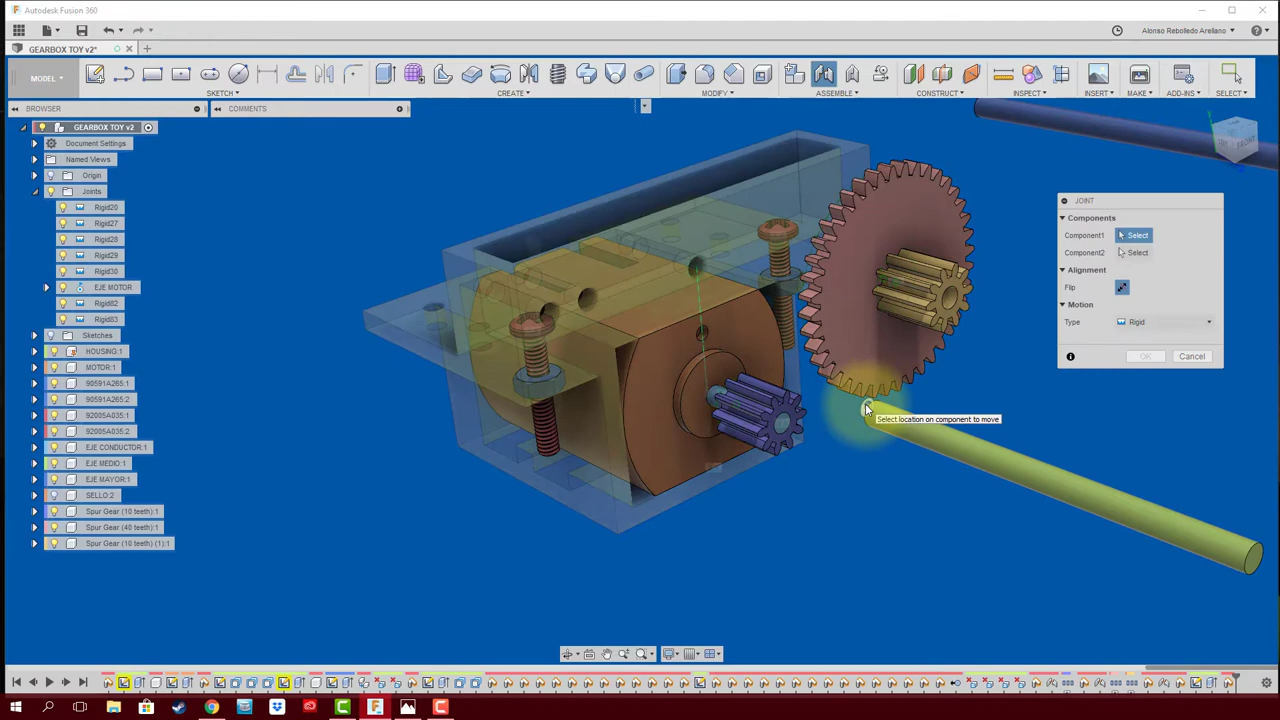 Autodesk Fusion 360
Alonso Rebolledo Arellano
GEARBOX TOY v2*
MODEL
SKETCH
CREATE
MODIFY
ASSEMBLE
CONSTRUCT
INSPECT
INSERT
MAKE
ADD-INS
SELECT
BROWSER
COMMENTS
GEARBOX TOY v2
Document Settings
Named Views
Origin
Joints
Rigid20
Rigid27
Rigid28
Rigid29
Rigid30
EJE MOTOR
Rigid82
Rigid83
Sketches
HOUSING:1
MOTOR:1
90591A265:1
90591A265:2
92005A035:1
92005A035:2
EJE CONDUCTOR:1
EJE MEDIO:1
EJE MAYOR:1
SELLO:2
Spur Gear (10 teeth):1
Spur Gear (40 teeth):1
Spur Gear (10 teeth) (1):1
FRONT
JOINT
Components
Component1 Select
Component2 Select
Alignment
Flip
Motion
Type Rigid
OK Cancel
Select location on component to move